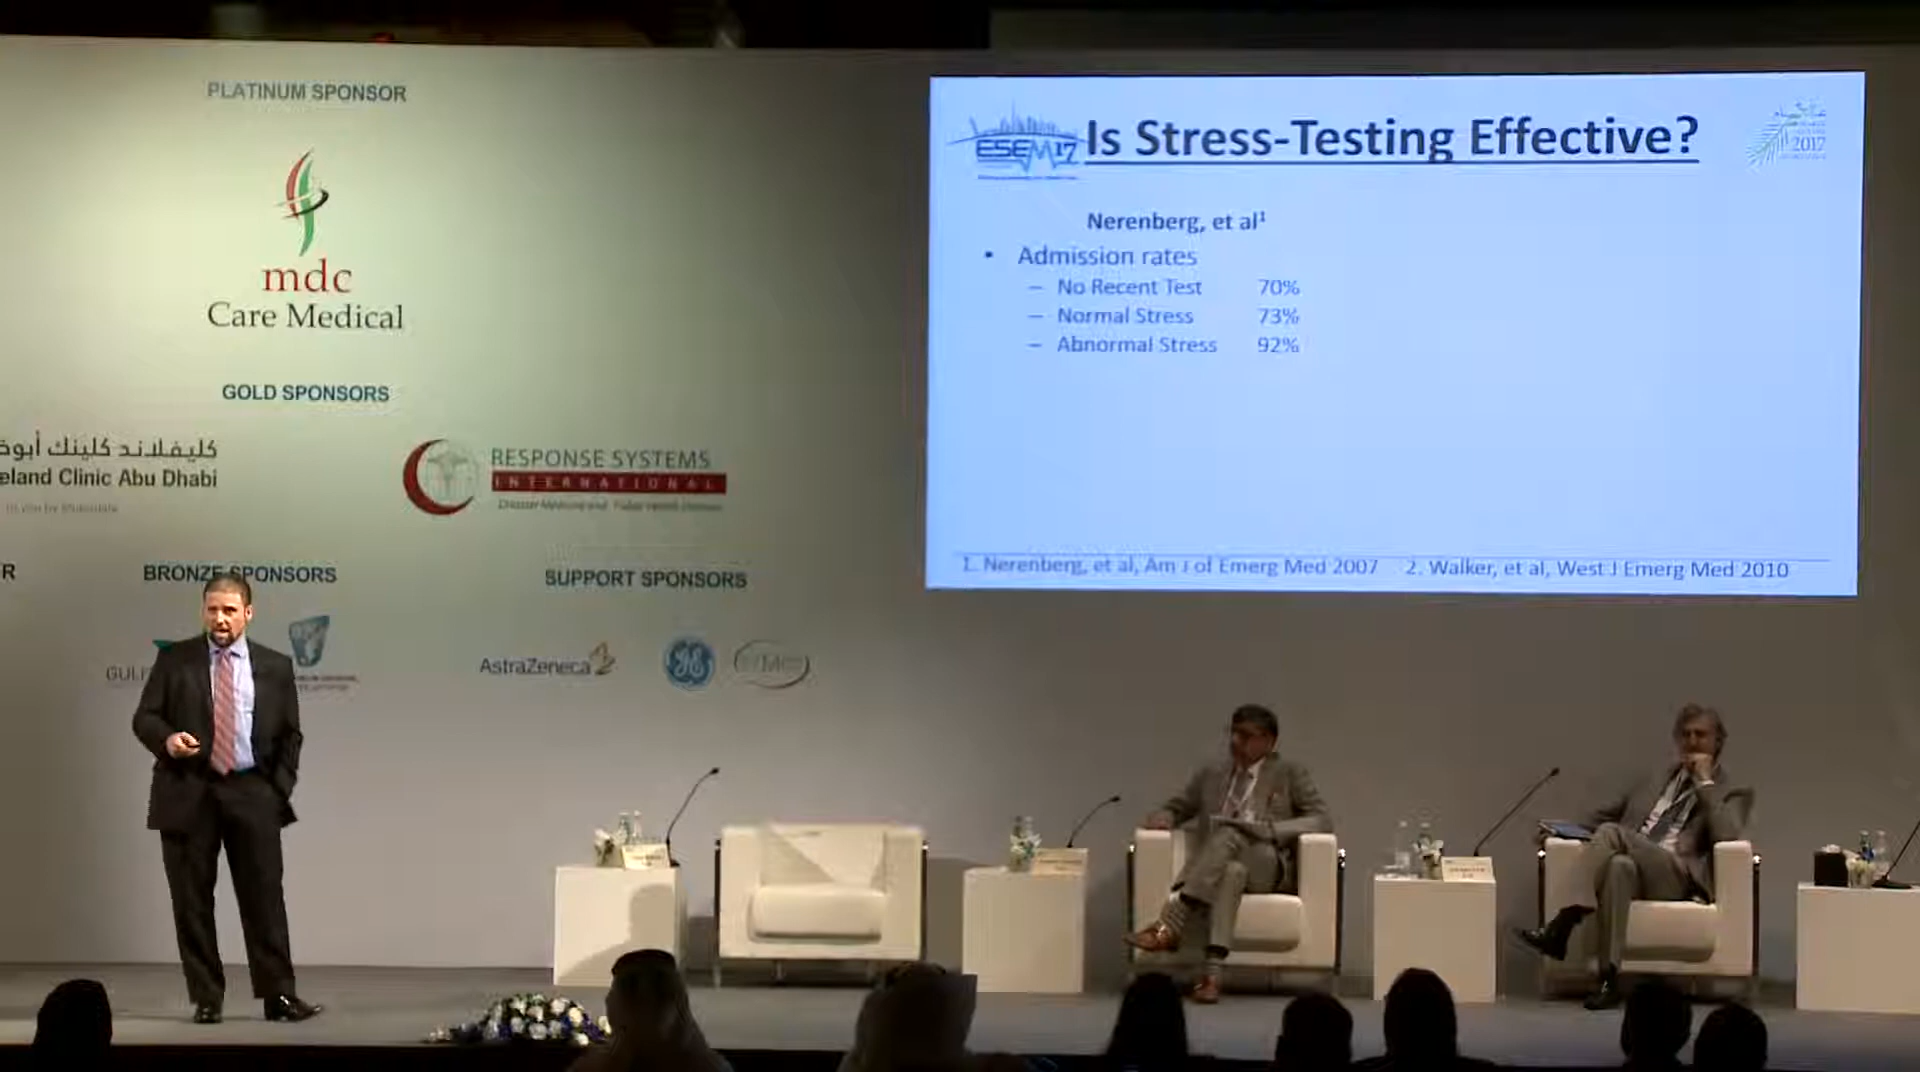 PLATINUM SPONSOR
mdc
Care Medical
GOLD SPONSORS
كليفلاند كلينك أبوظ
eland Clinic Abu Dhabi
RESPONSE SYSTEMS
INTERNATIONAL
R
BRONZE SPONSORS
SUPPORT SPONSORS
GULF
AstraZeneca
GE
ESEM17
Is Stress-Testing Effective?
2017
Nerenberg, et al¹
• Admission rates
– No Recent Test 70%
– Normal Stress 73%
– Abnormal Stress 92%
1. Nerenberg, et al, Am J of Emerg Med 2007 2. Walker, et al, West J Emerg Med 2010